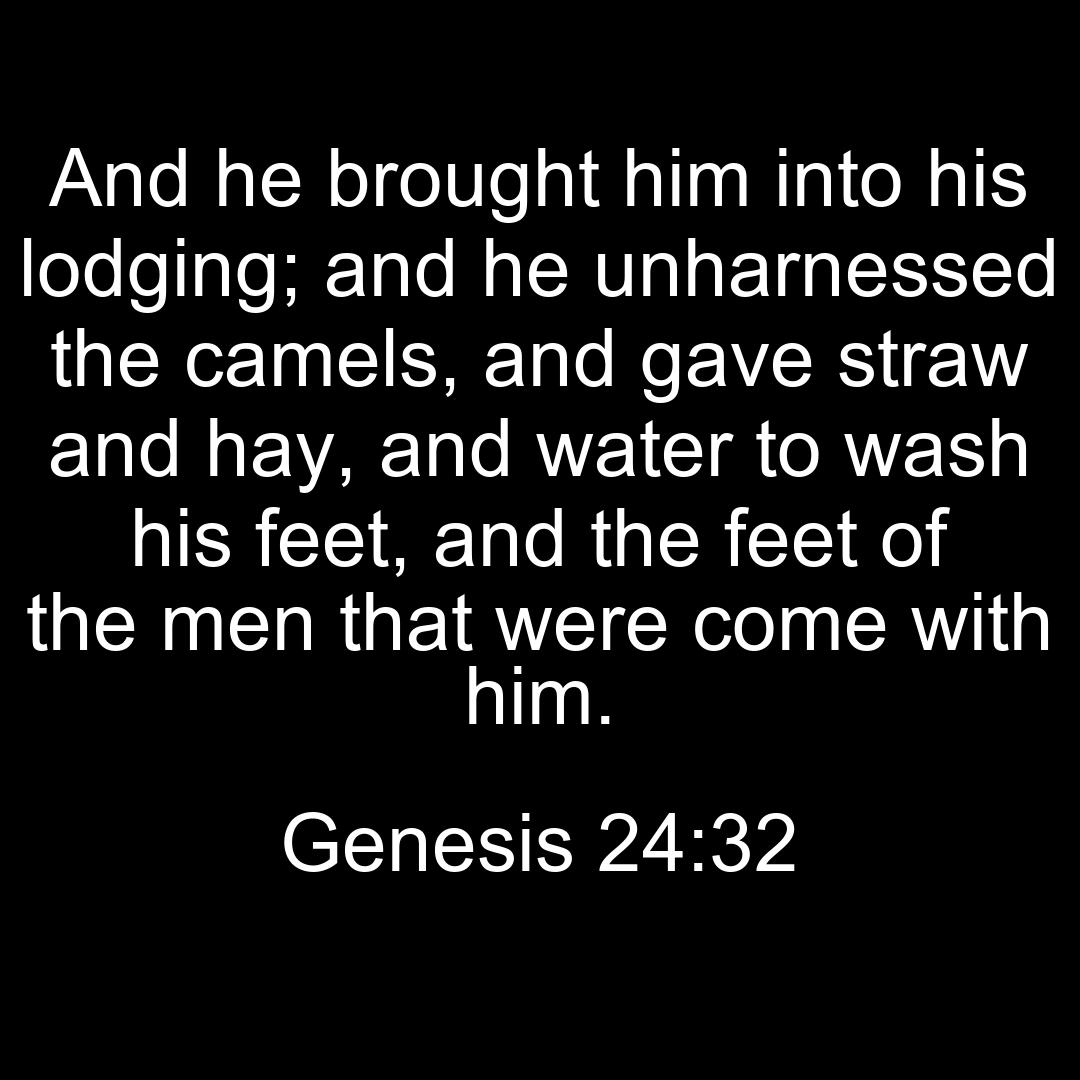 And he brought him into his
lodging; and he unharnessed
the camels, and gave straw
and hay, and water to wash
his feet, and the feet of
the men that were come with
him.
Genesis 24:32